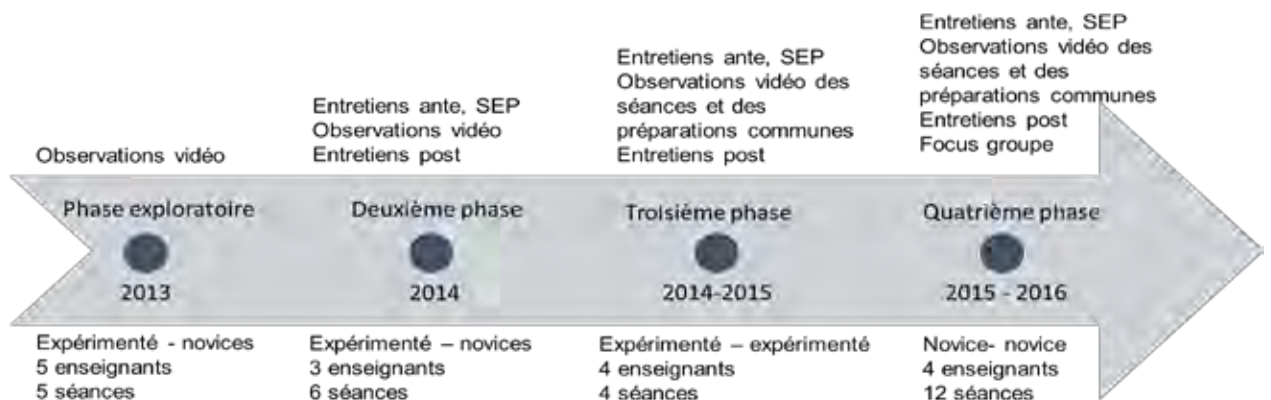 Observations vidéo
Entretiens ante, SEP
Observations vidéo
Entretiens post
Entretiens ante, SEP
Observations vidéo des
séances et des
préparations communes
Entretiens post
Entretiens ante, SEP
Observations vidéo des
séances et des
préparations communes
Entretiens post
Focus groupe
Phase exploratoire
Deuxième phase
Troisième phase
Quatrième phase
2013
2014
2014-2015
2015 - 2016
Expérimenté - novices
5 enseignants
5 séances
Expérimenté – novices
3 enseignants
6 séances
Expérimenté – expérimenté
4 enseignants
4 séances
Novice- novice
4 enseignants
12 séances